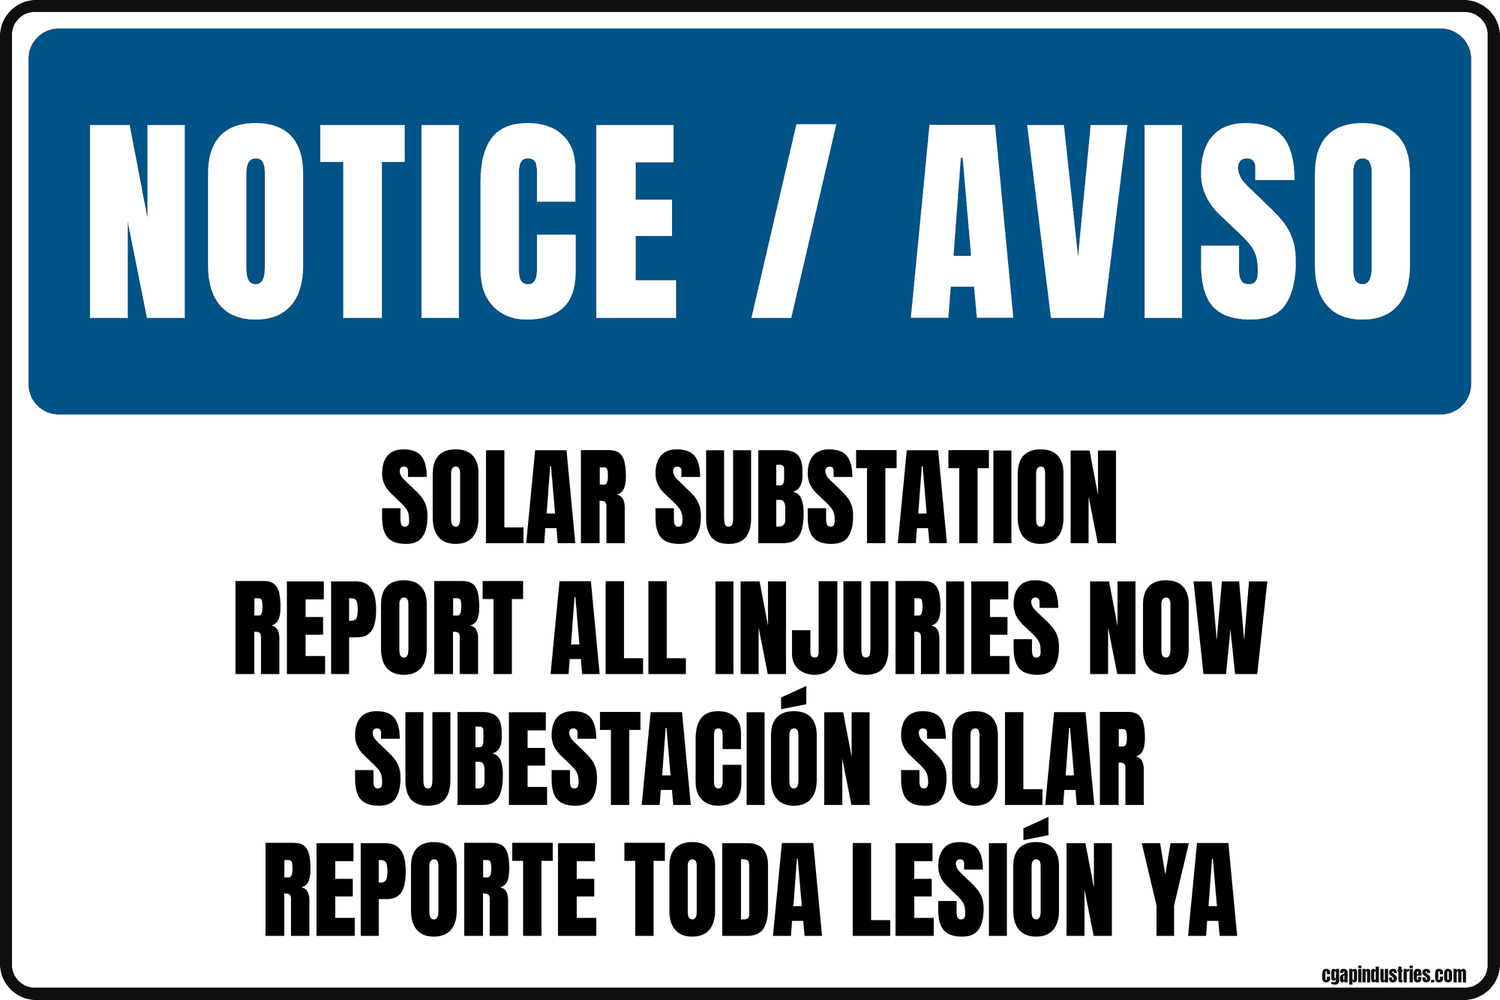 NOTICE / AVISO
SOLAR SUBSTATION
REPORT ALL INJURIES NOW
SUBESTACIÓN SOLAR
REPORTE TODA LESIÓN YA
cgapindustries.com